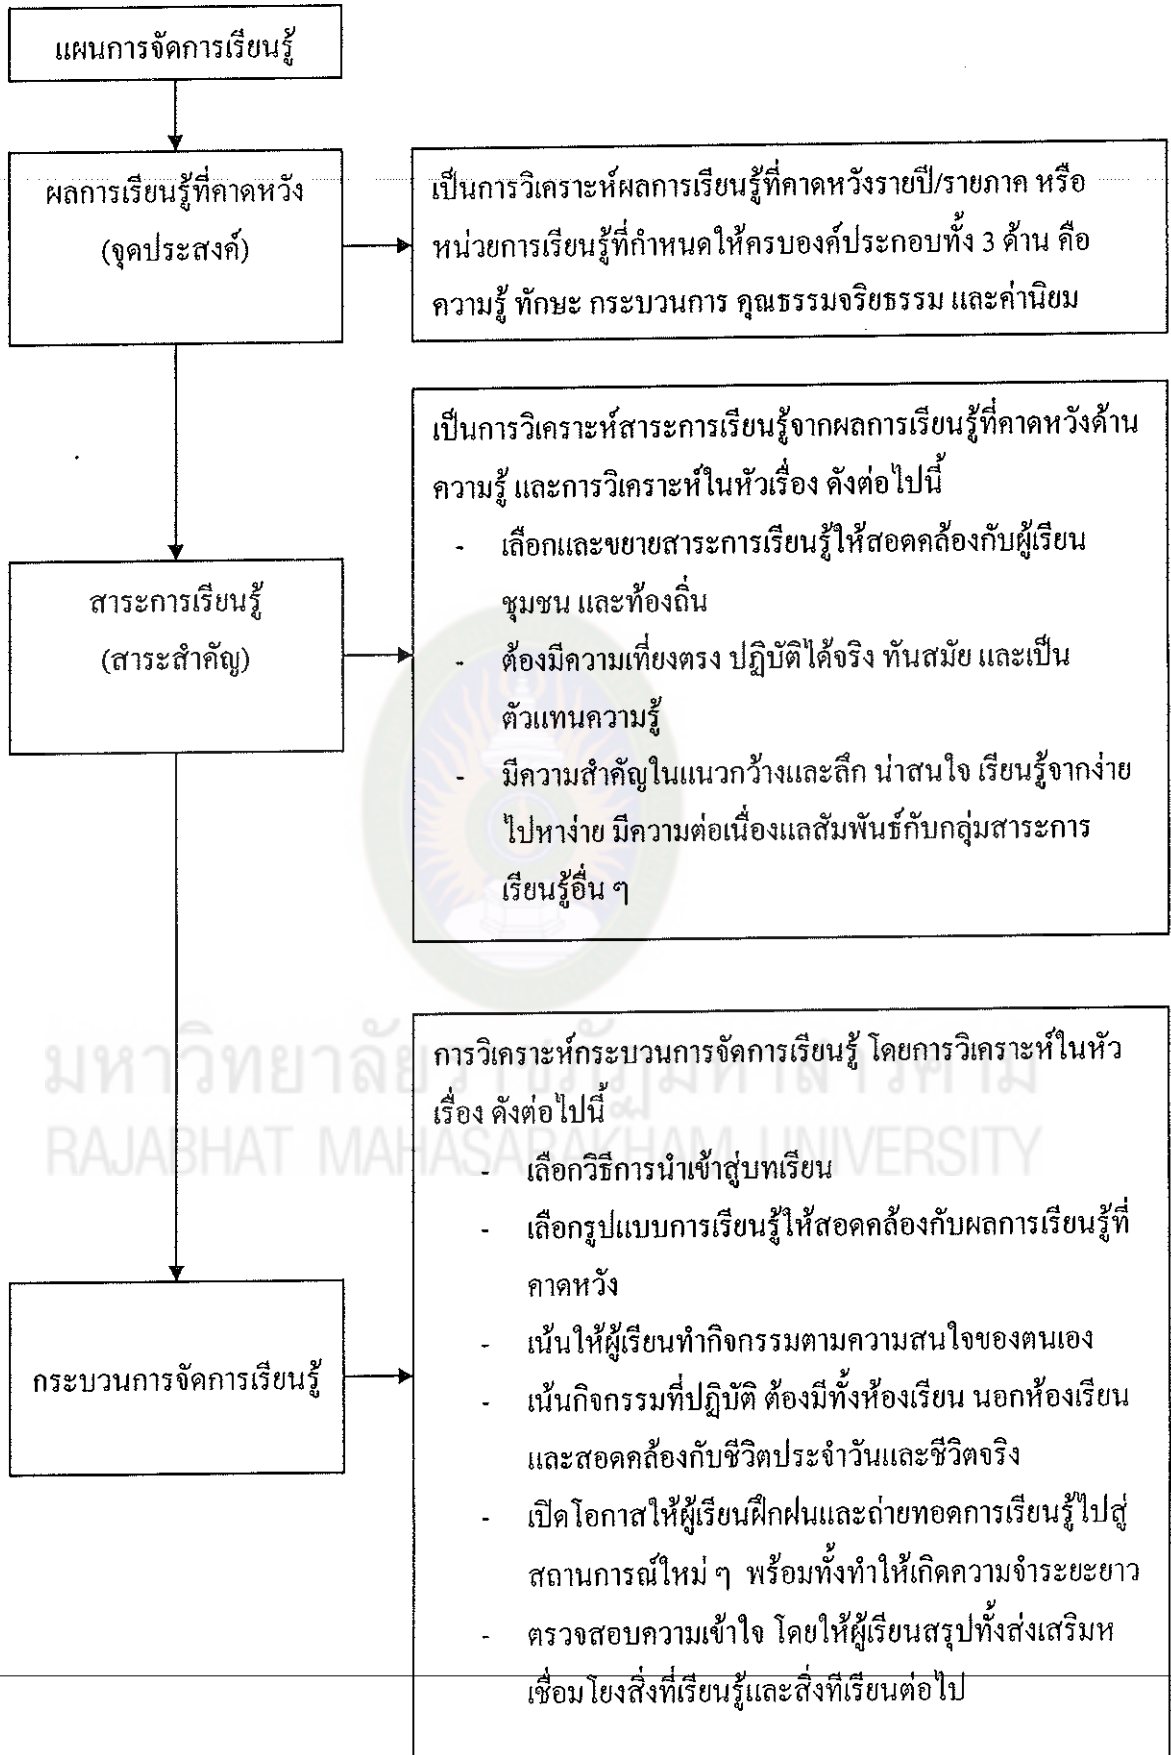 แผนการจัดการเรียนรู้
ผลการเรียนรู้ที่คาดหวัง
(จุดประสงค์)
เป็นการวิเคราะห์ผลการเรียนรู้ที่คาดหวังรายปี/รายภาค หรือ
หน่วยการเรียนรู้ที่กำหนดให้ครบองค์ประกอบทั้ง 3 ด้าน คือ
ความรู้ ทักษะ กระบวนการ คุณธรรมจริยธรรม และค่านิยม
สาระการเรียนรู้
(สาระสำคัญ)
เป็นการวิเคราะห์สาระการเรียนรู้จากผลการเรียนรู้ที่คาดหวังด้าน
ความรู้ และการวิเคราะห์ในหัวเรื่อง ดังต่อไปนี้
- เลือกและขยายสาระการเรียนรู้ให้สอดคล้องกับผู้เรียน
ชุมชน และท้องถิ่น
- ต้องมีความเที่ยงตรง ปฏิบัติได้จริง ทันสมัย และเป็น
ตัวแทนความรู้
- มีความสำคัญในแนวกว้างและลึก น่าสนใจ เรียนรู้จากง่าย
ไปหาง่าย มีความต่อเนื่องแลสัมพันธ์กับกลุ่มสาระการ
เรียนรู้อื่น ๆ
กระบวนการจัดการเรียนรู้
การวิเคราะห์กระบวนการจัดการเรียนรู้ โดยการวิเคราะห์ในหัว
เรื่อง ดังต่อไปนี้
- เลือกวิธีการนำเข้าสู่บทเรียน
- เลือกรูปแบบการเรียนรู้ให้สอดคล้องกับผลการเรียนรู้ที่
คาดหวัง
- เน้นให้ผู้เรียนทำกิจกรรมตามความสนใจของตนเอง
- เน้นกิจกรรมที่ปฏิบัติ ต้องมีทั้งห้องเรียน นอกห้องเรียน
และสอดคล้องกับชีวิตประจำวันและชีวิตจริง
- เปิดโอกาสให้ผู้เรียนฝึกฝนและถ่ายทอดการเรียนรู้ไปสู่
สถานการณ์ใหม่ ๆ พร้อมทั้งทำให้เกิดความจำระยะยาว
- ตรวจสอบความเข้าใจ โดยให้ผู้เรียนสรุปทั้งส่งเสริมห
เชื่อมโยงสิ่งที่เรียนรู้และสิ่งที่เรียนต่อไป
มหาวิทยาลัยราชภัฏมหาสารคาม
RAJABHAT MAHASARAKHAM UNIVERSITY